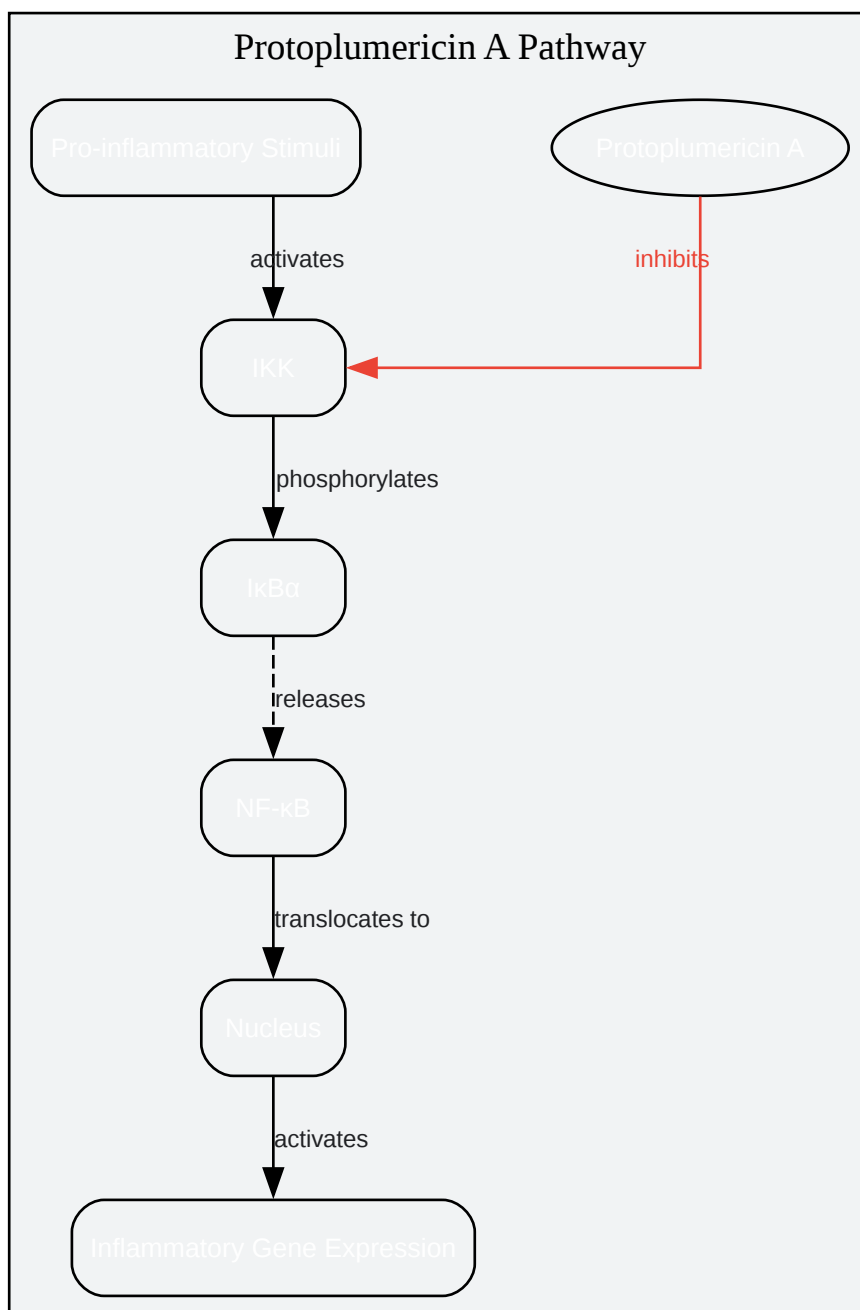 Protoplumericin A Pathway
Pro-inflammatory Stimuli
Protoplumericin A
activates
inhibits
IKK
phosphorylates
IκBα
releases
NF-κB
translocates to
Nucleus
activates
Inflammatory Gene Expression